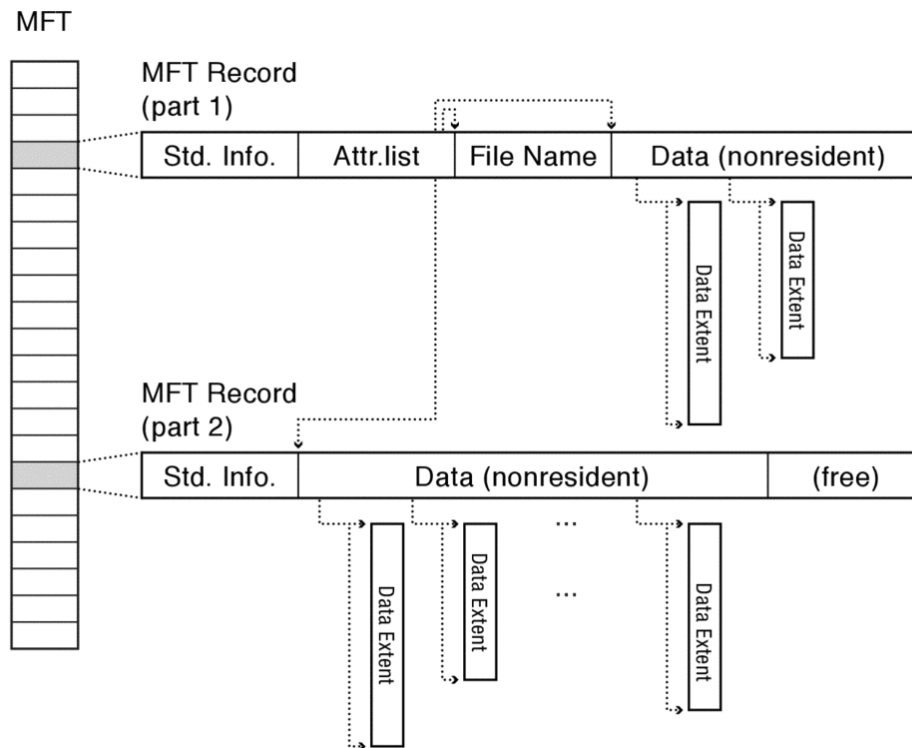 MFT
MFT Record
(part 1)
Std. Info.
Attr.list
File Name
Data (nonresident)
Data Extent
Data Extent
MFT Record
(part 2)
Std. Info.
Data (nonresident)
(free)
Data Extent
Data Extent
...
...
Data Extent